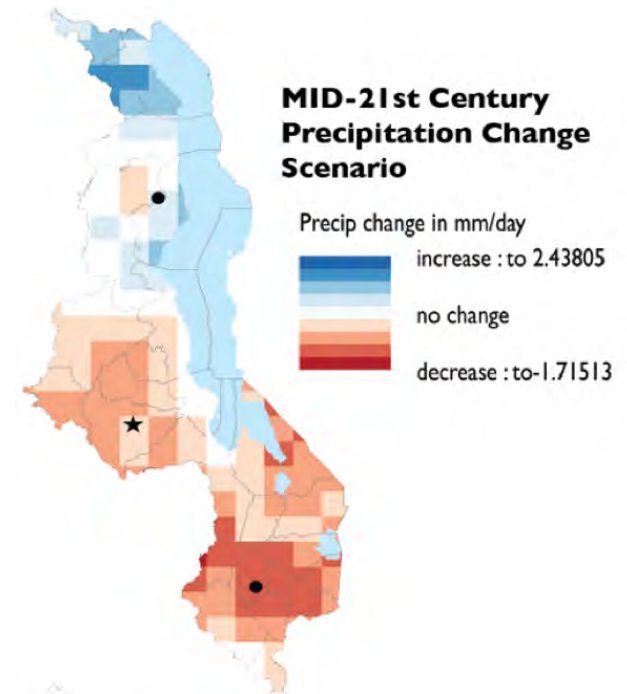 MID-21st Century
Precipitation Change
Scenario
Precip change in mm/day
increase : to 2.43805
no change
decrease : to-1.71513